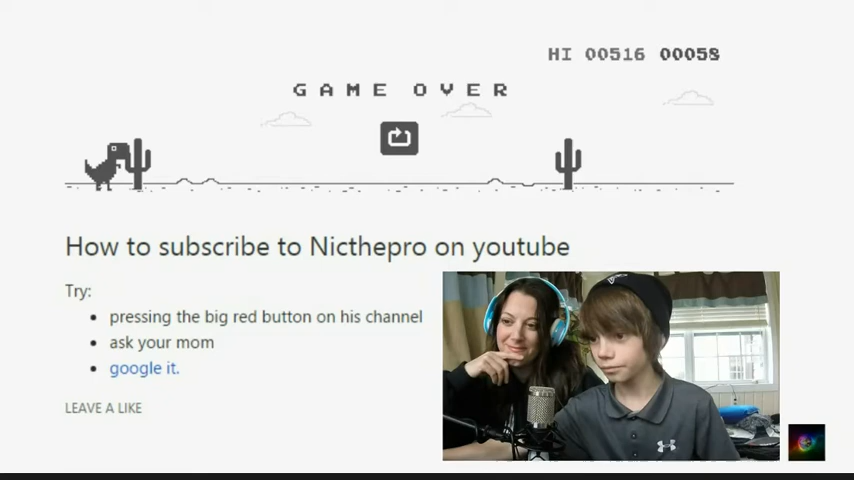 HI 00516 00058
GAME OVER
How to subscribe to Nicthepro on youtube
Try:
pressing the big red button on his channel
ask your mom
google it.
LEAVE A LIKE